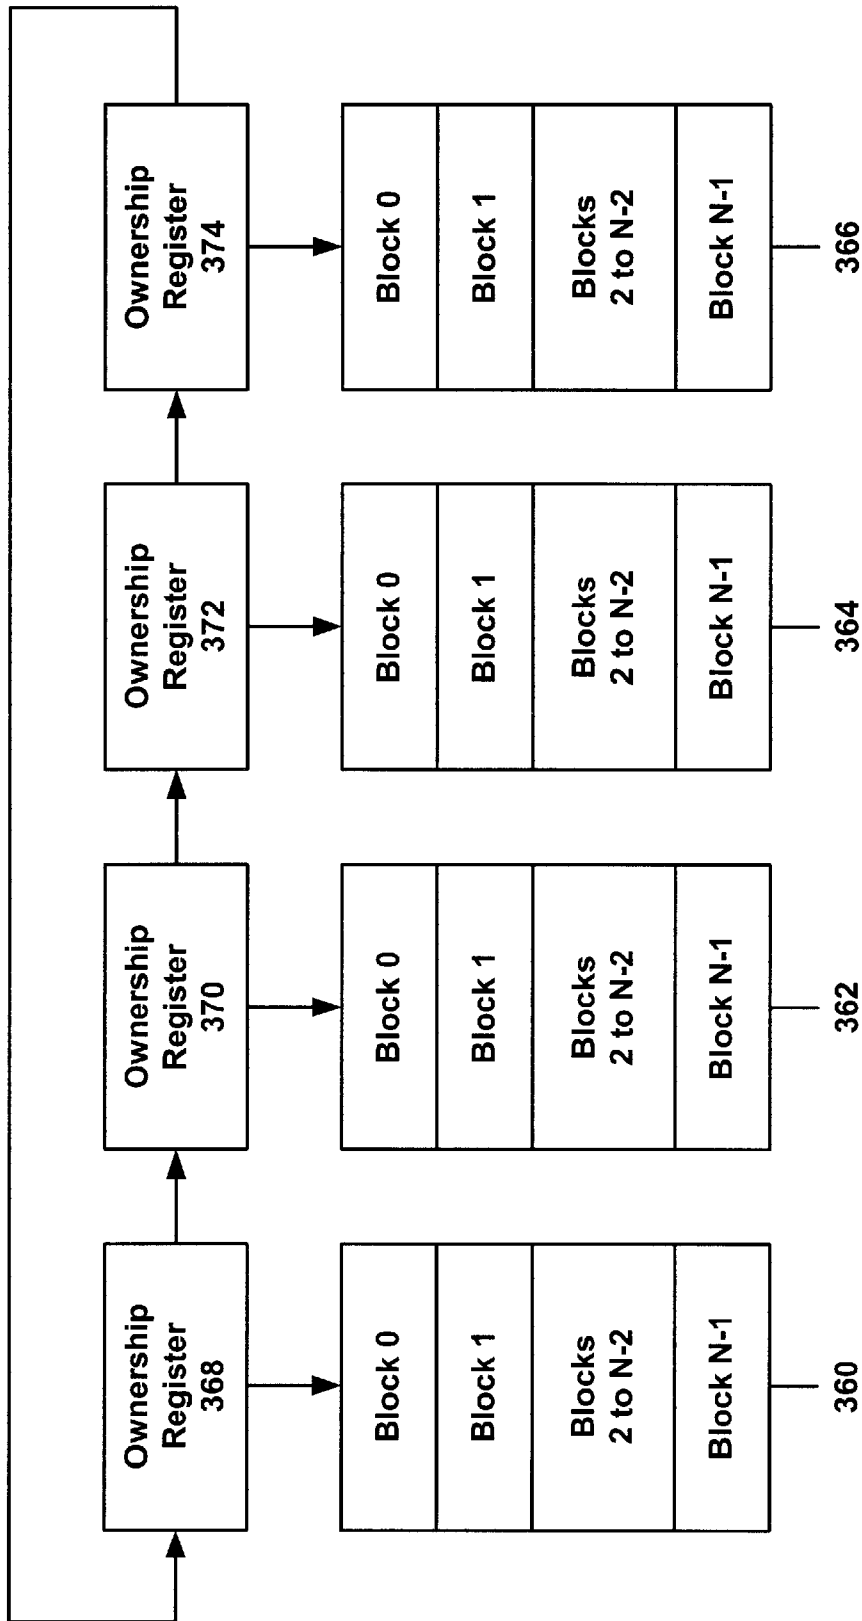 Ownership
Register
368
Ownership
Register
370
Ownership
Register
372
Ownership
Register
374
Block 0
Block 1
Blocks
2 to N-2
Block N-1
360
Block 0
Block 1
Blocks
2 to N-2
Block N-1
362
Block 0
Block 1
Blocks
2 to N-2
Block N-1
364
Block 0
Block 1
Blocks
2 to N-2
Block N-1
366